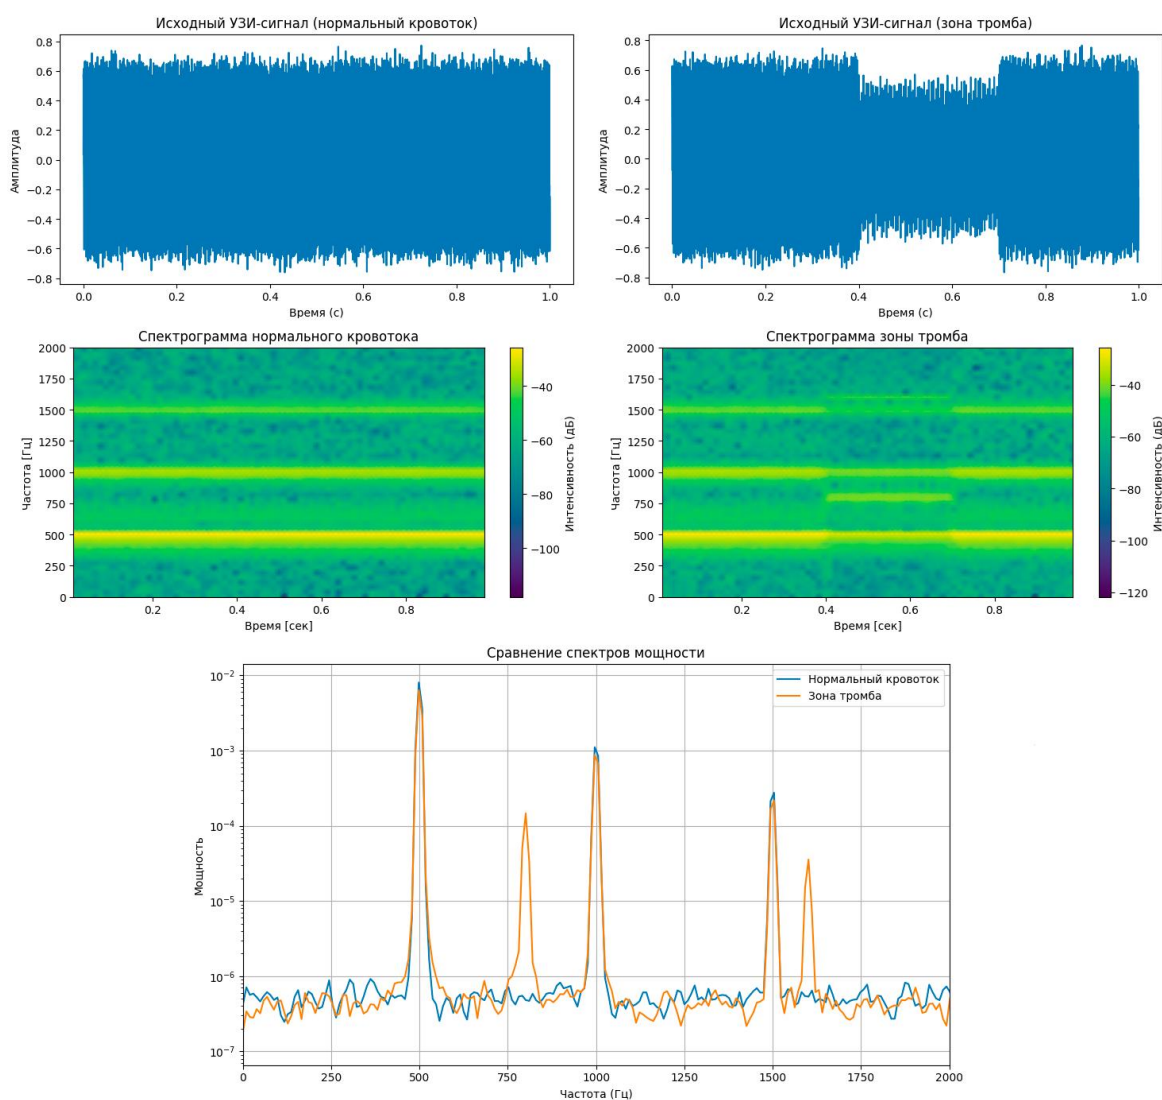 Исходный УЗИ-сигнал (нормальный кровоток)
0.8
0.6
0.4
0.2
0.0
−0.2
−0.4
−0.6
−0.8
Амплитуда
0.0 0.2 0.4 0.6 0.8 1.0
Время (с)
Исходный УЗИ-сигнал (зона тромба)
0.8
0.6
0.4
0.2
0.0
−0.2
−0.4
−0.6
−0.8
Амплитуда
0.0 0.2 0.4 0.6 0.8 1.0
Время (с)
Спектрограмма нормального кровотока
2000
1750
1500
1250
1000
750
500
250
0
Частота [Гц]
0.2 0.4 0.6 0.8
Время [сек]
−40
−60
−80
−100
Интенсивность (дБ)
Спектрограмма зоны тромба
2000
1750
1500
1250
1000
750
500
250
0
Частота [Гц]
0.2 0.4 0.6 0.8
Время [сек]
−40
−60
−80
−100
−120
Интенсивность (дБ)
Сравнение спектров мощности
10⁻²
10⁻³
10⁻⁴
10⁻⁵
10⁻⁶
10⁻⁷
Мощность
Нормальный кровоток
Зона тромба
0 250 500 750 1000 1250 1500 1750 2000
Частота (Гц)